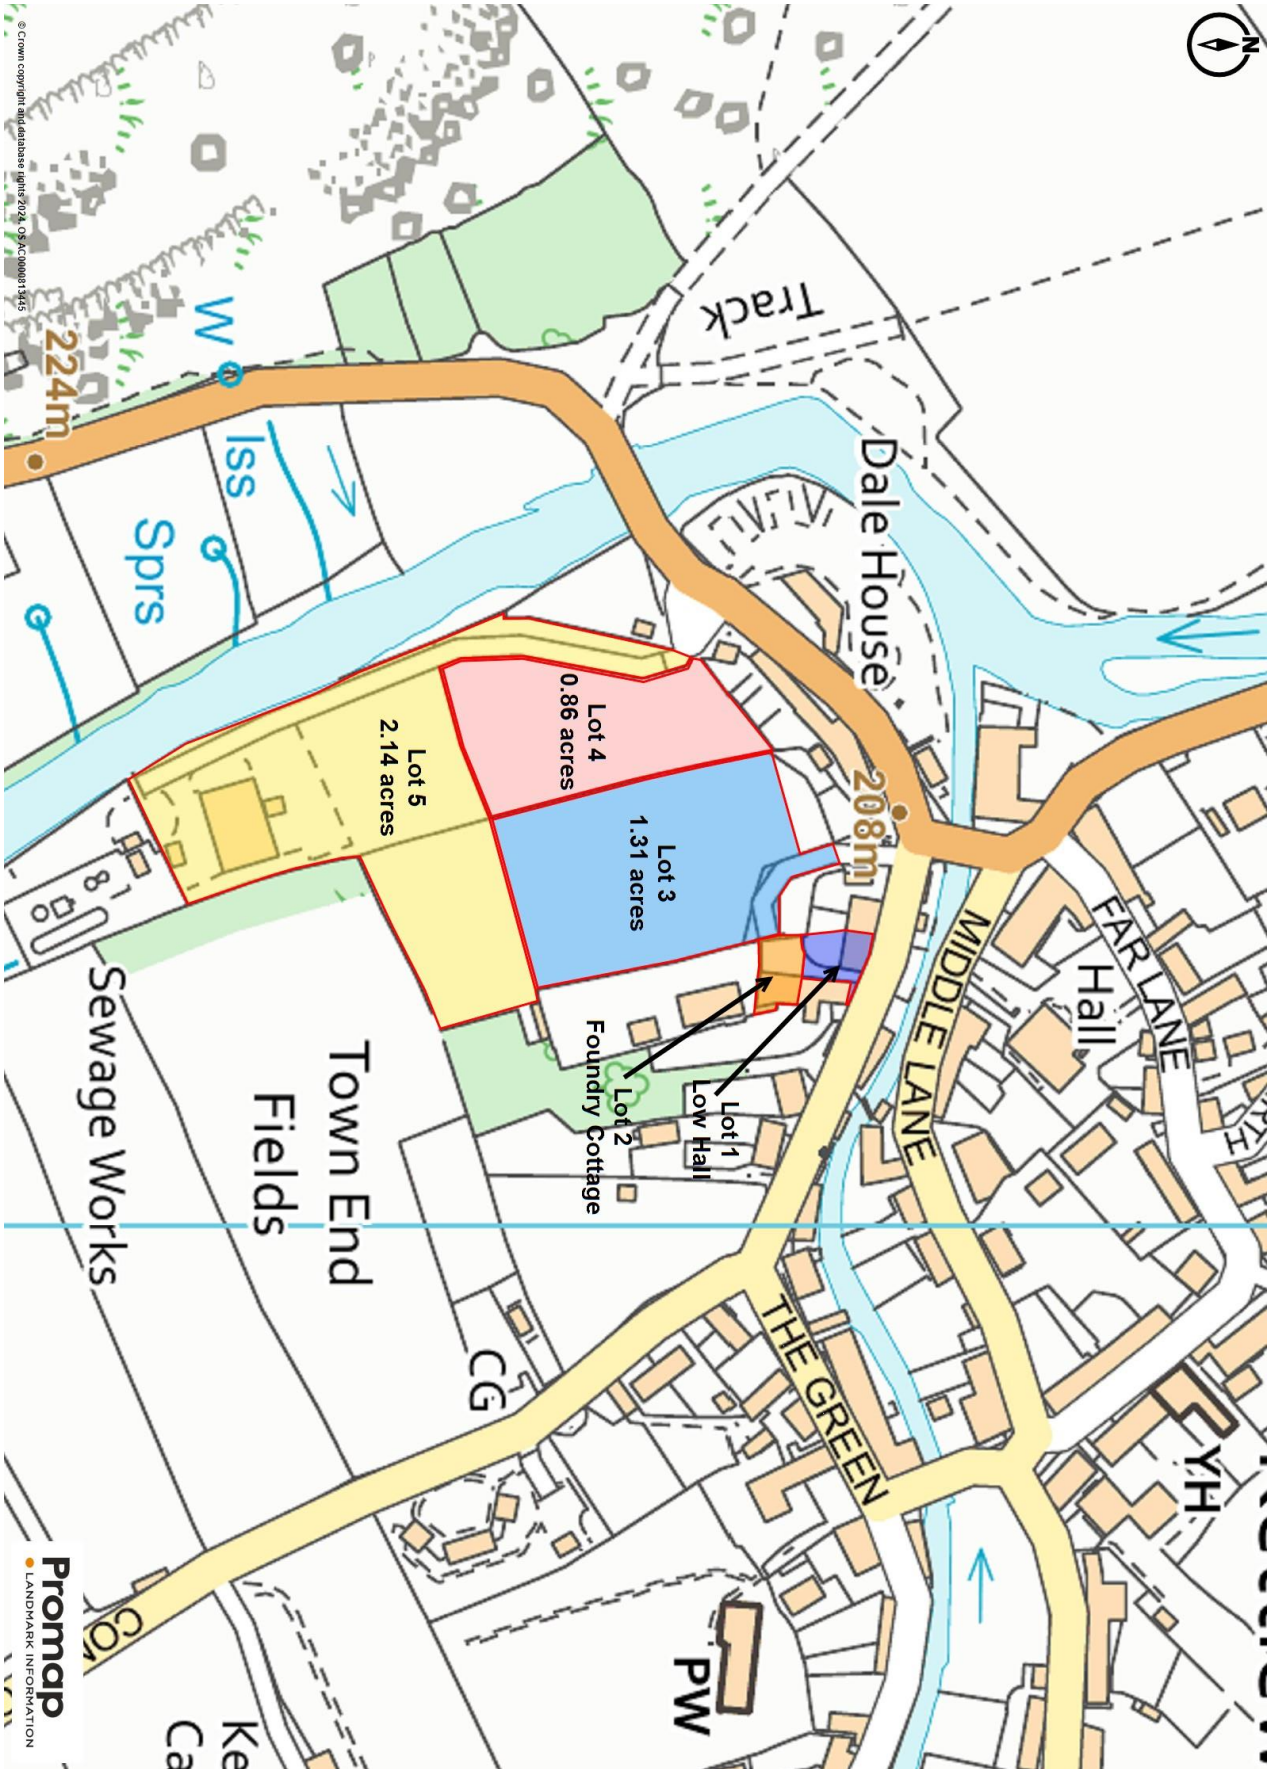 N
© Crown copyright and database rights 2024. OS AC0000813445
Track
W
224m
Iss
Sprs
Dale House
208m
Lot 4
0.86 acres
Lot 5
2.14 acres
Lot 3
1.31 acres
MIDDLE LANE
FAR LANE
Hall
Lot 1
Low Hall
Lot 2
Foundry Cottage
Sewage Works
Town End
Fields
THE GREEN
CG
YH
PW
Promap
LANDMARK INFORMATION